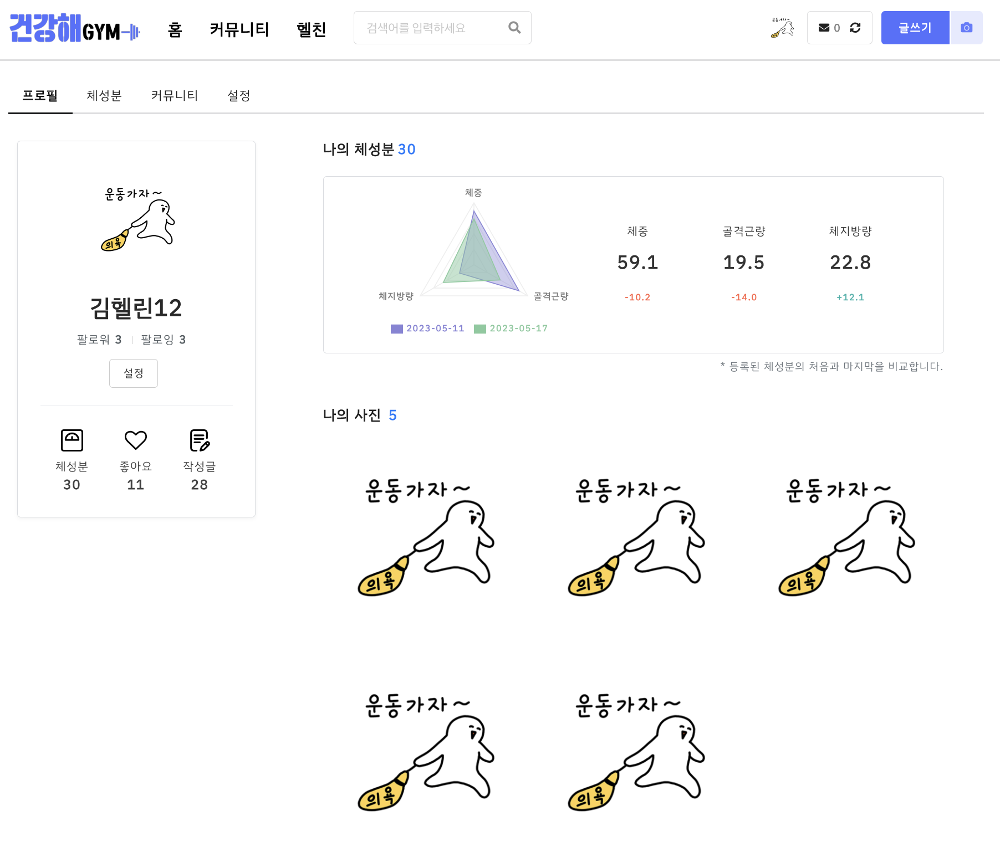 건강해GYM
홈 커뮤니티 헬친
검색어를 입력하세요
운동가자~
0
글쓰기
프로필 체성분 커뮤니티 설정
운동가자~
의욕
김헬린12
팔로워 3 팔로잉 3
설정
체성분 좋아요 작성글
30 11 28
나의 체성분 30
체중
체지방량 골격근량
2023-05-11 2023-05-17
체중 골격근량 체지방량
59.1 19.5 22.8
-10.2 -14.0 +12.1
* 등록된 체성분의 처음과 마지막을 비교합니다.
나의 사진 5
운동가자~ 운동가자~ 운동가자~
의욕 의욕 의욕
운동가자~ 운동가자~
의욕 의욕